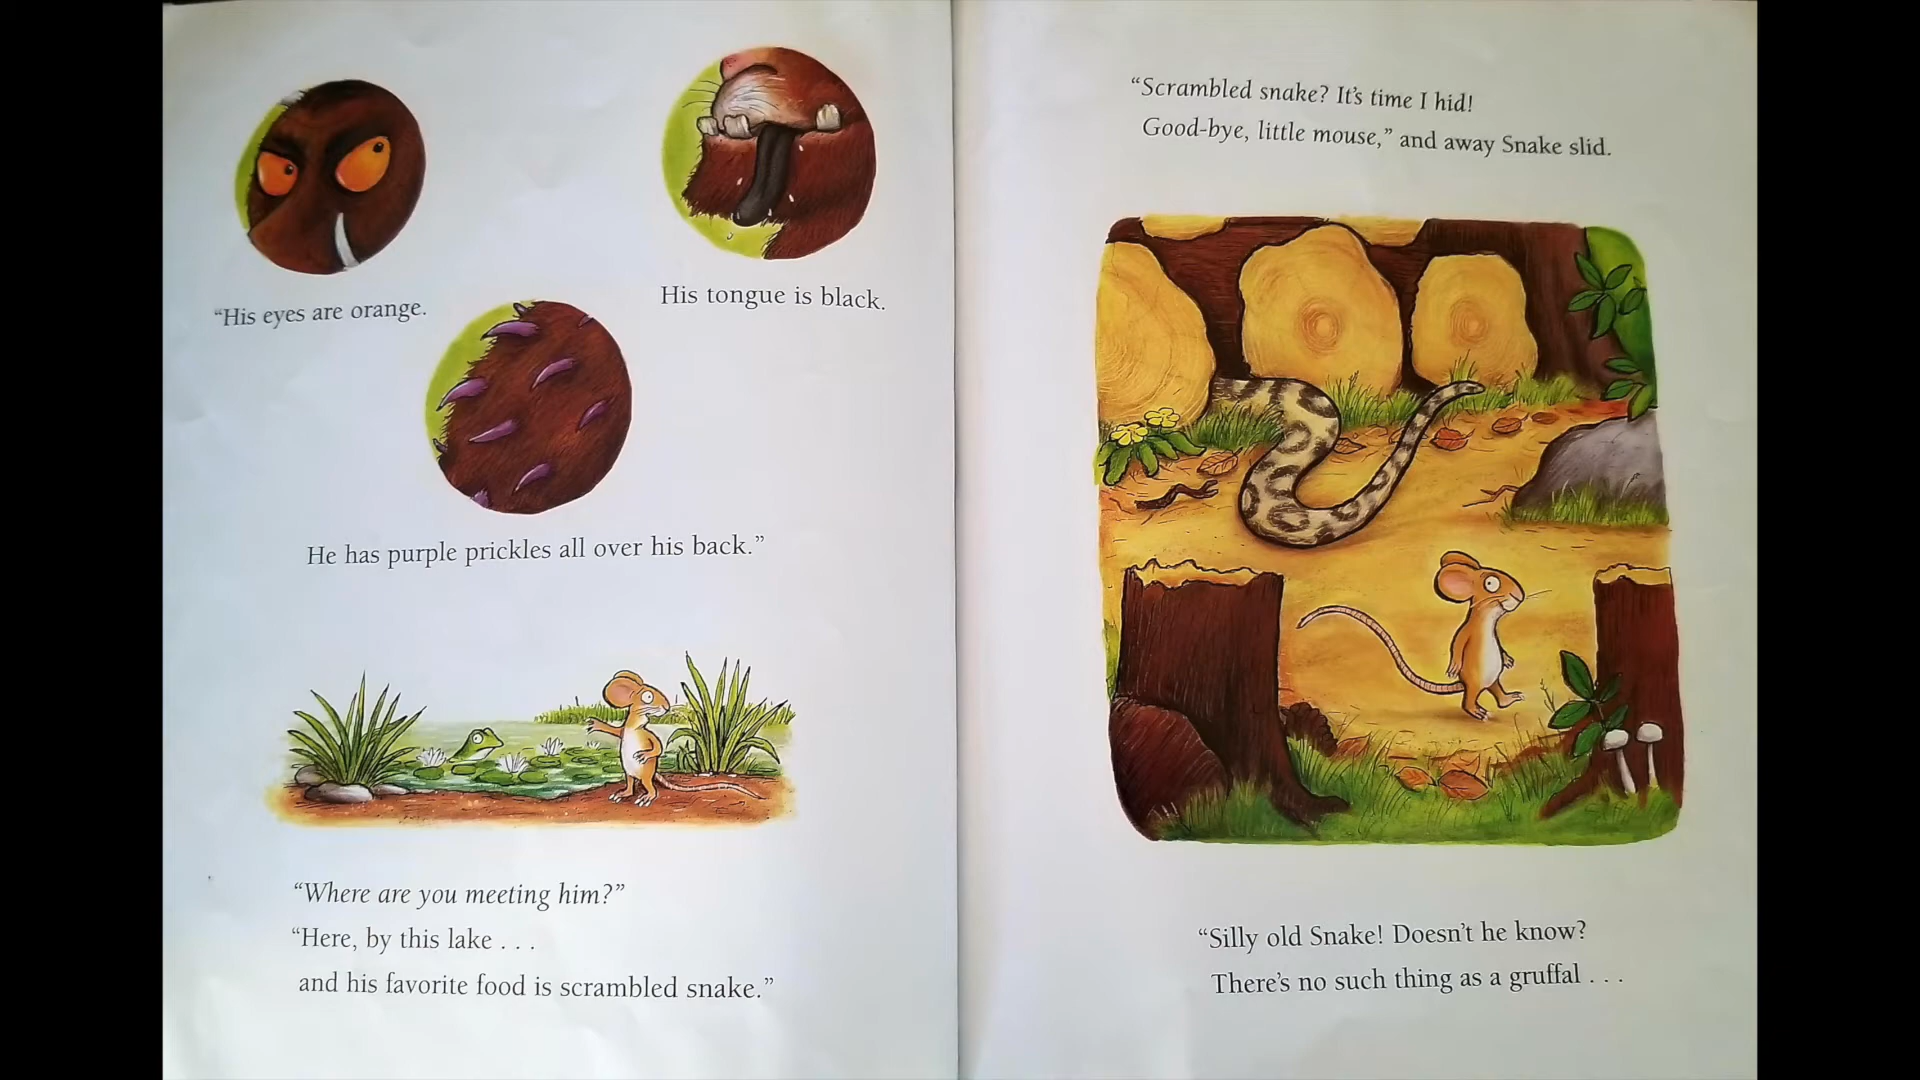 “His eyes are orange.
His tongue is black.
He has purple prickles all over his back.”
“Where are you meeting him?”
“Here, by this lake . . .
and his favorite food is scrambled snake.”
“Scrambled snake? It’s time I hid!
Good-bye, little mouse,” and away Snake slid.
“Silly old Snake! Doesn’t he know?
There’s no such thing as a gruffal . . .